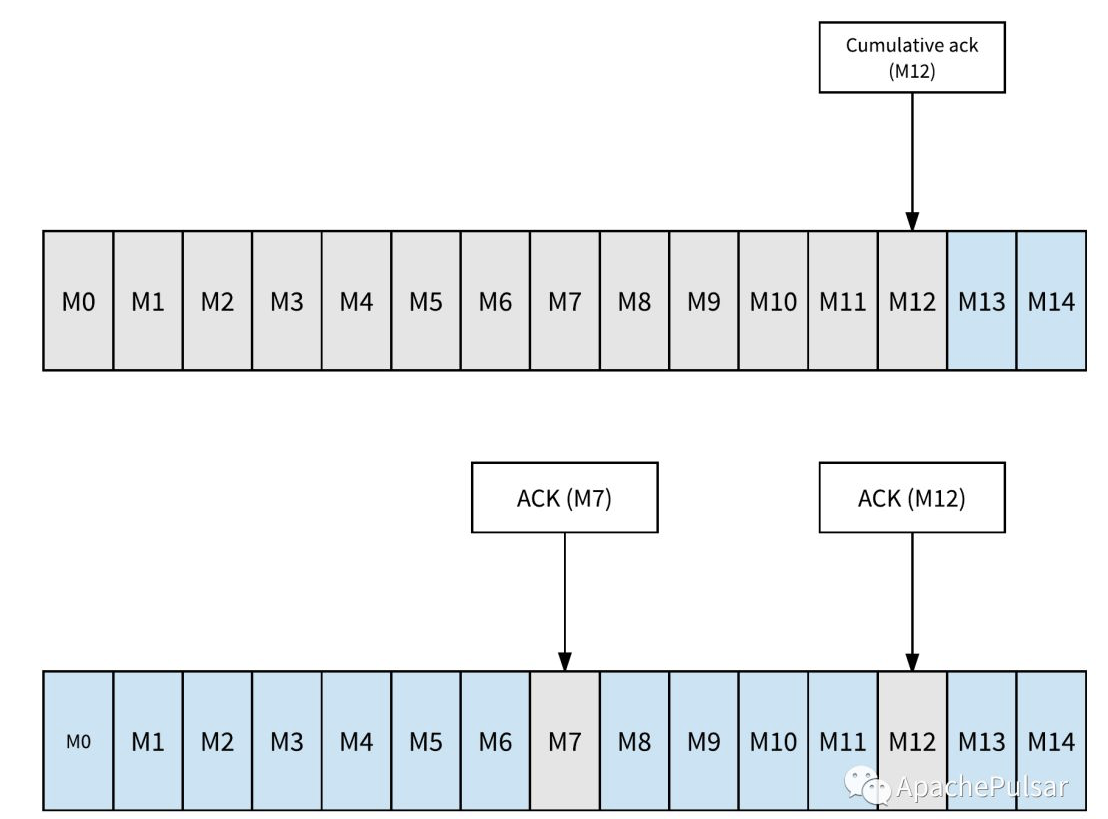 Cumulative ack
(M12)
M0 M1 M2 M3 M4 M5 M6 M7 M8 M9 M10 M11 M12 M13 M14
ACK (M7) ACK (M12)
M0 M1 M2 M3 M4 M5 M6 M7 M8 M9 M10 M11 M12 M13 M14
ApachePulsar